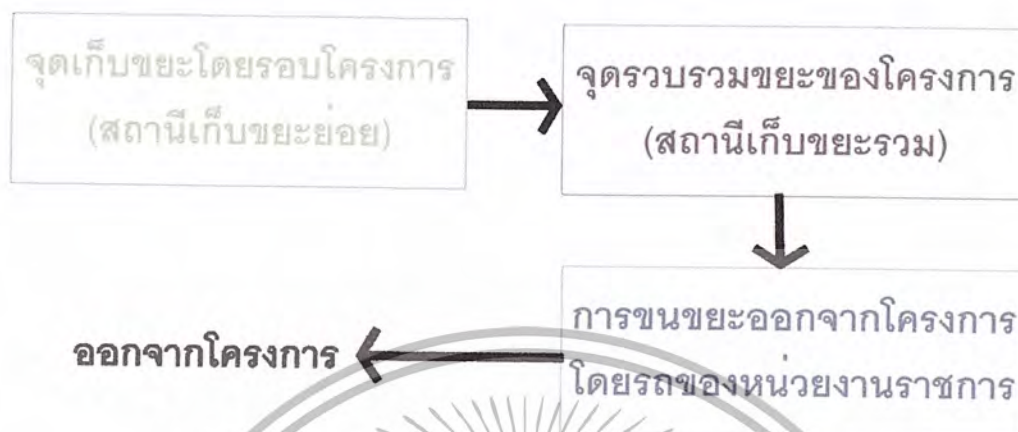 จุดเก็บขยะโดยรอบโครงการ
(สถานีเก็บขยะย่อย)
จุดรวบรวมขยะของโครงการ
(สถานีเก็บขยะรวม)
การขนขยะออกจากโครงการ
โดยรถของหน่วยงานราชการ
ออกจากโครงการ